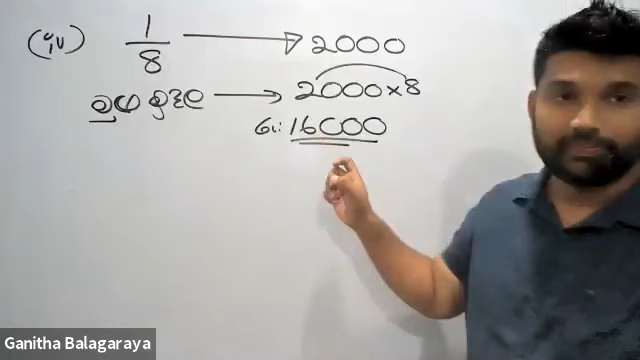 (iv) 1/8 → 2000
මුළු මුදල → 2000 × 8
රු: 16000
Ganitha Balagaraya